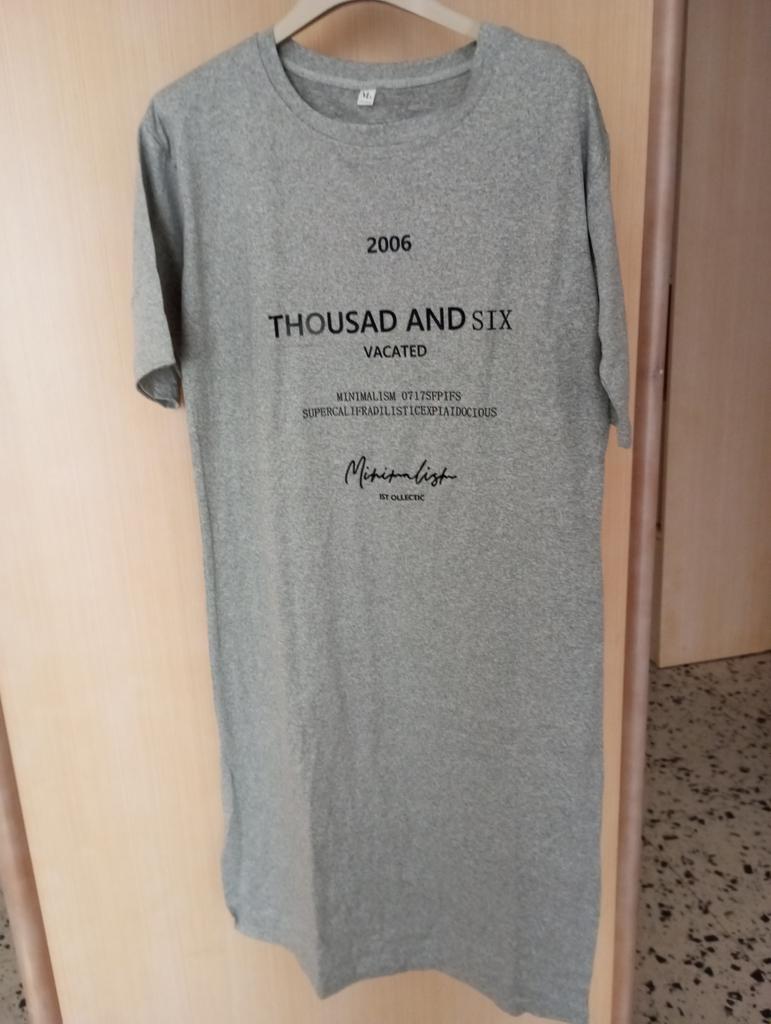 M
2006
THOUSAD AND SIX
VACATED
MINIMALISM 0717SFPIFS
SUPERCALIFRADILISTICEXPIAIDOCIOUS
Minimalism
IST OLLECTIC